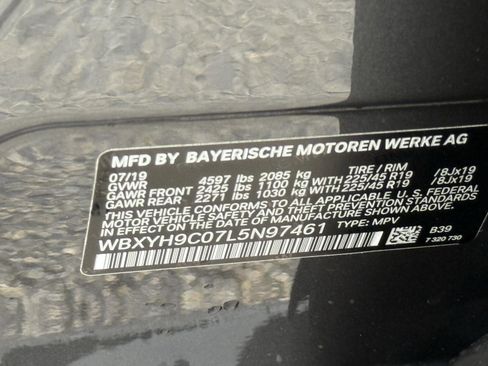 MFD BY BAYERISCHE MOTOREN WERKE AG
07/19 TIRE / RIM
GVWR 4597 lbs 2085 kg
GAWR FRONT 2425 lbs 1100 kg WITH 225/45 R19 /8Jx19
GAWR REAR 2271 lbs 1030 kg WITH 225/45 R19 /8Jx19
THIS VEHICLE CONFORMS TO ALL APPLICABLE U. S. FEDERAL
MOTOR VEHICLE SAFETY AND THEFT PREVENTION STANDARDS
IN EFFECT ON THE DATE OF MANUFACTURE SHOWN ABOVE.
WBXYH9C07L5N97461 TYPE: MPV
B39
7 320 730